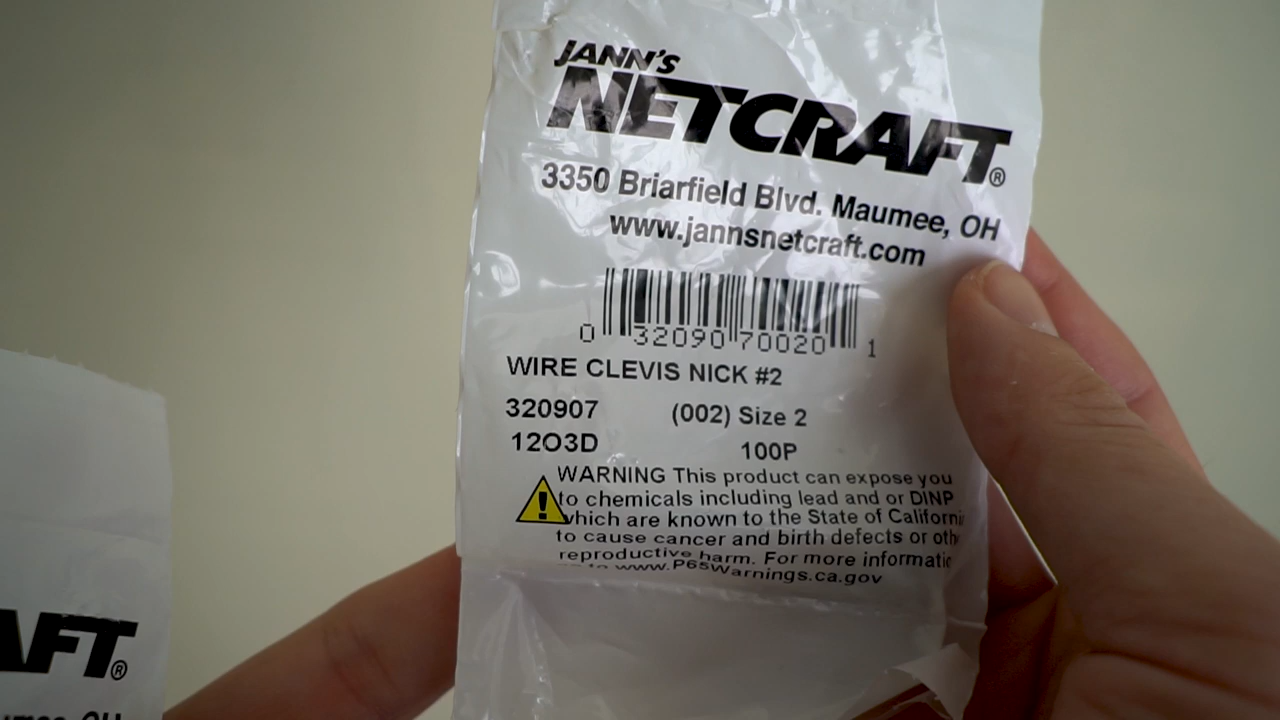 JANN'S
NETCRAFT®
3350 Briarfield Blvd. Maumee, OH
www.jannsnetcraft.com
0 32090 70020 1
WIRE CLEVIS NICK #2
320907 (002) Size 2
12O3D 100P
WARNING This product can expose you
to chemicals including lead and or DINP
which are known to the State of Californi
to cause cancer and birth defects or oth
reproductive harm. For more informatio
www.P65Warnings.ca.gov
AFT®
OH